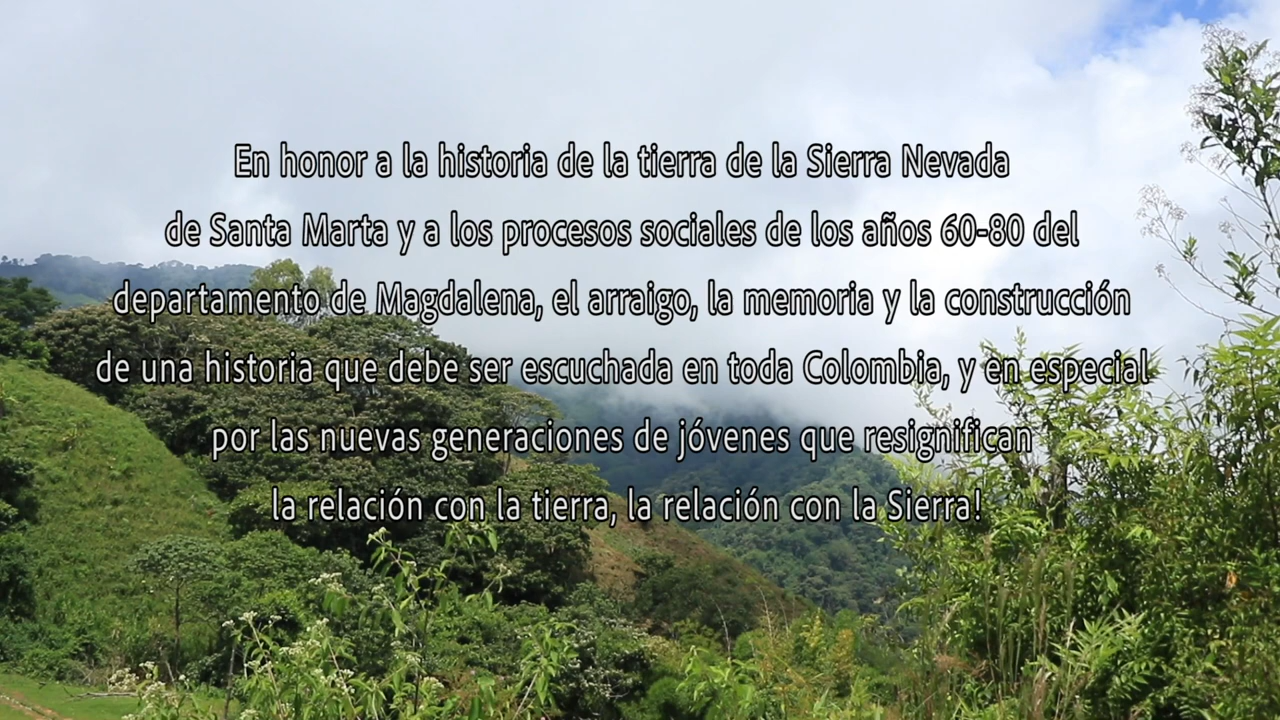 En honor a la historia de la tierra de la Sierra Nevada
de Santa Marta y a los procesos sociales de los años 60-80 del
departamento de Magdalena, el arraigo, la memoria y la construcción
de una historia que debe ser escuchada en toda Colombia, y en especial
por las nuevas generaciones de jóvenes que resignifican
la relación con la tierra, la relación con la Sierra!